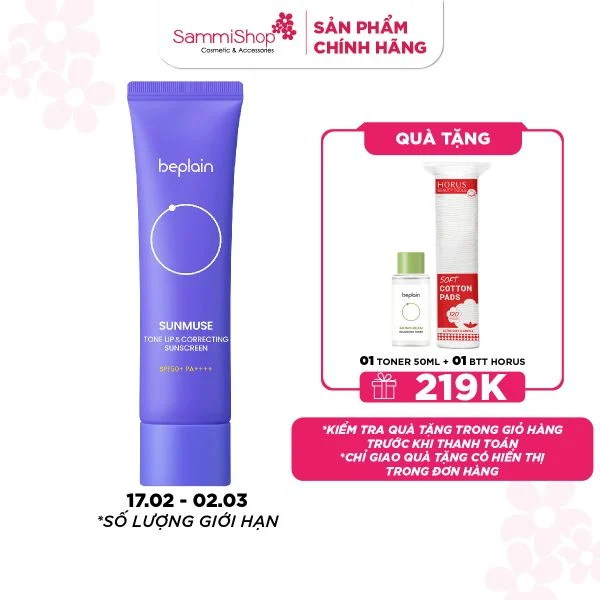 SammiShop
Cosmetic & Accessories
SẢN PHẨM
CHÍNH HÃNG
beplain
SUNMUSE
TONE UP & CORRECTING
SUNSCREEN
SPF50+ PA++++
17.02 - 02.03
*SỐ LƯỢNG GIỚI HẠN
QUÀ TẶNG
HORUS
BEAUTY TOOLS
SOFT
COTTON
PADS
120
beplain
01 TONER 50ML + 01 BTT HORUS
219K
*KIỂM TRA QUÀ TẶNG TRONG GIỎ HÀNG
TRƯỚC KHI THANH TOÁN
*CHỈ GIAO QUÀ TẶNG CÓ HIỂN THỊ
TRONG ĐƠN HÀNG